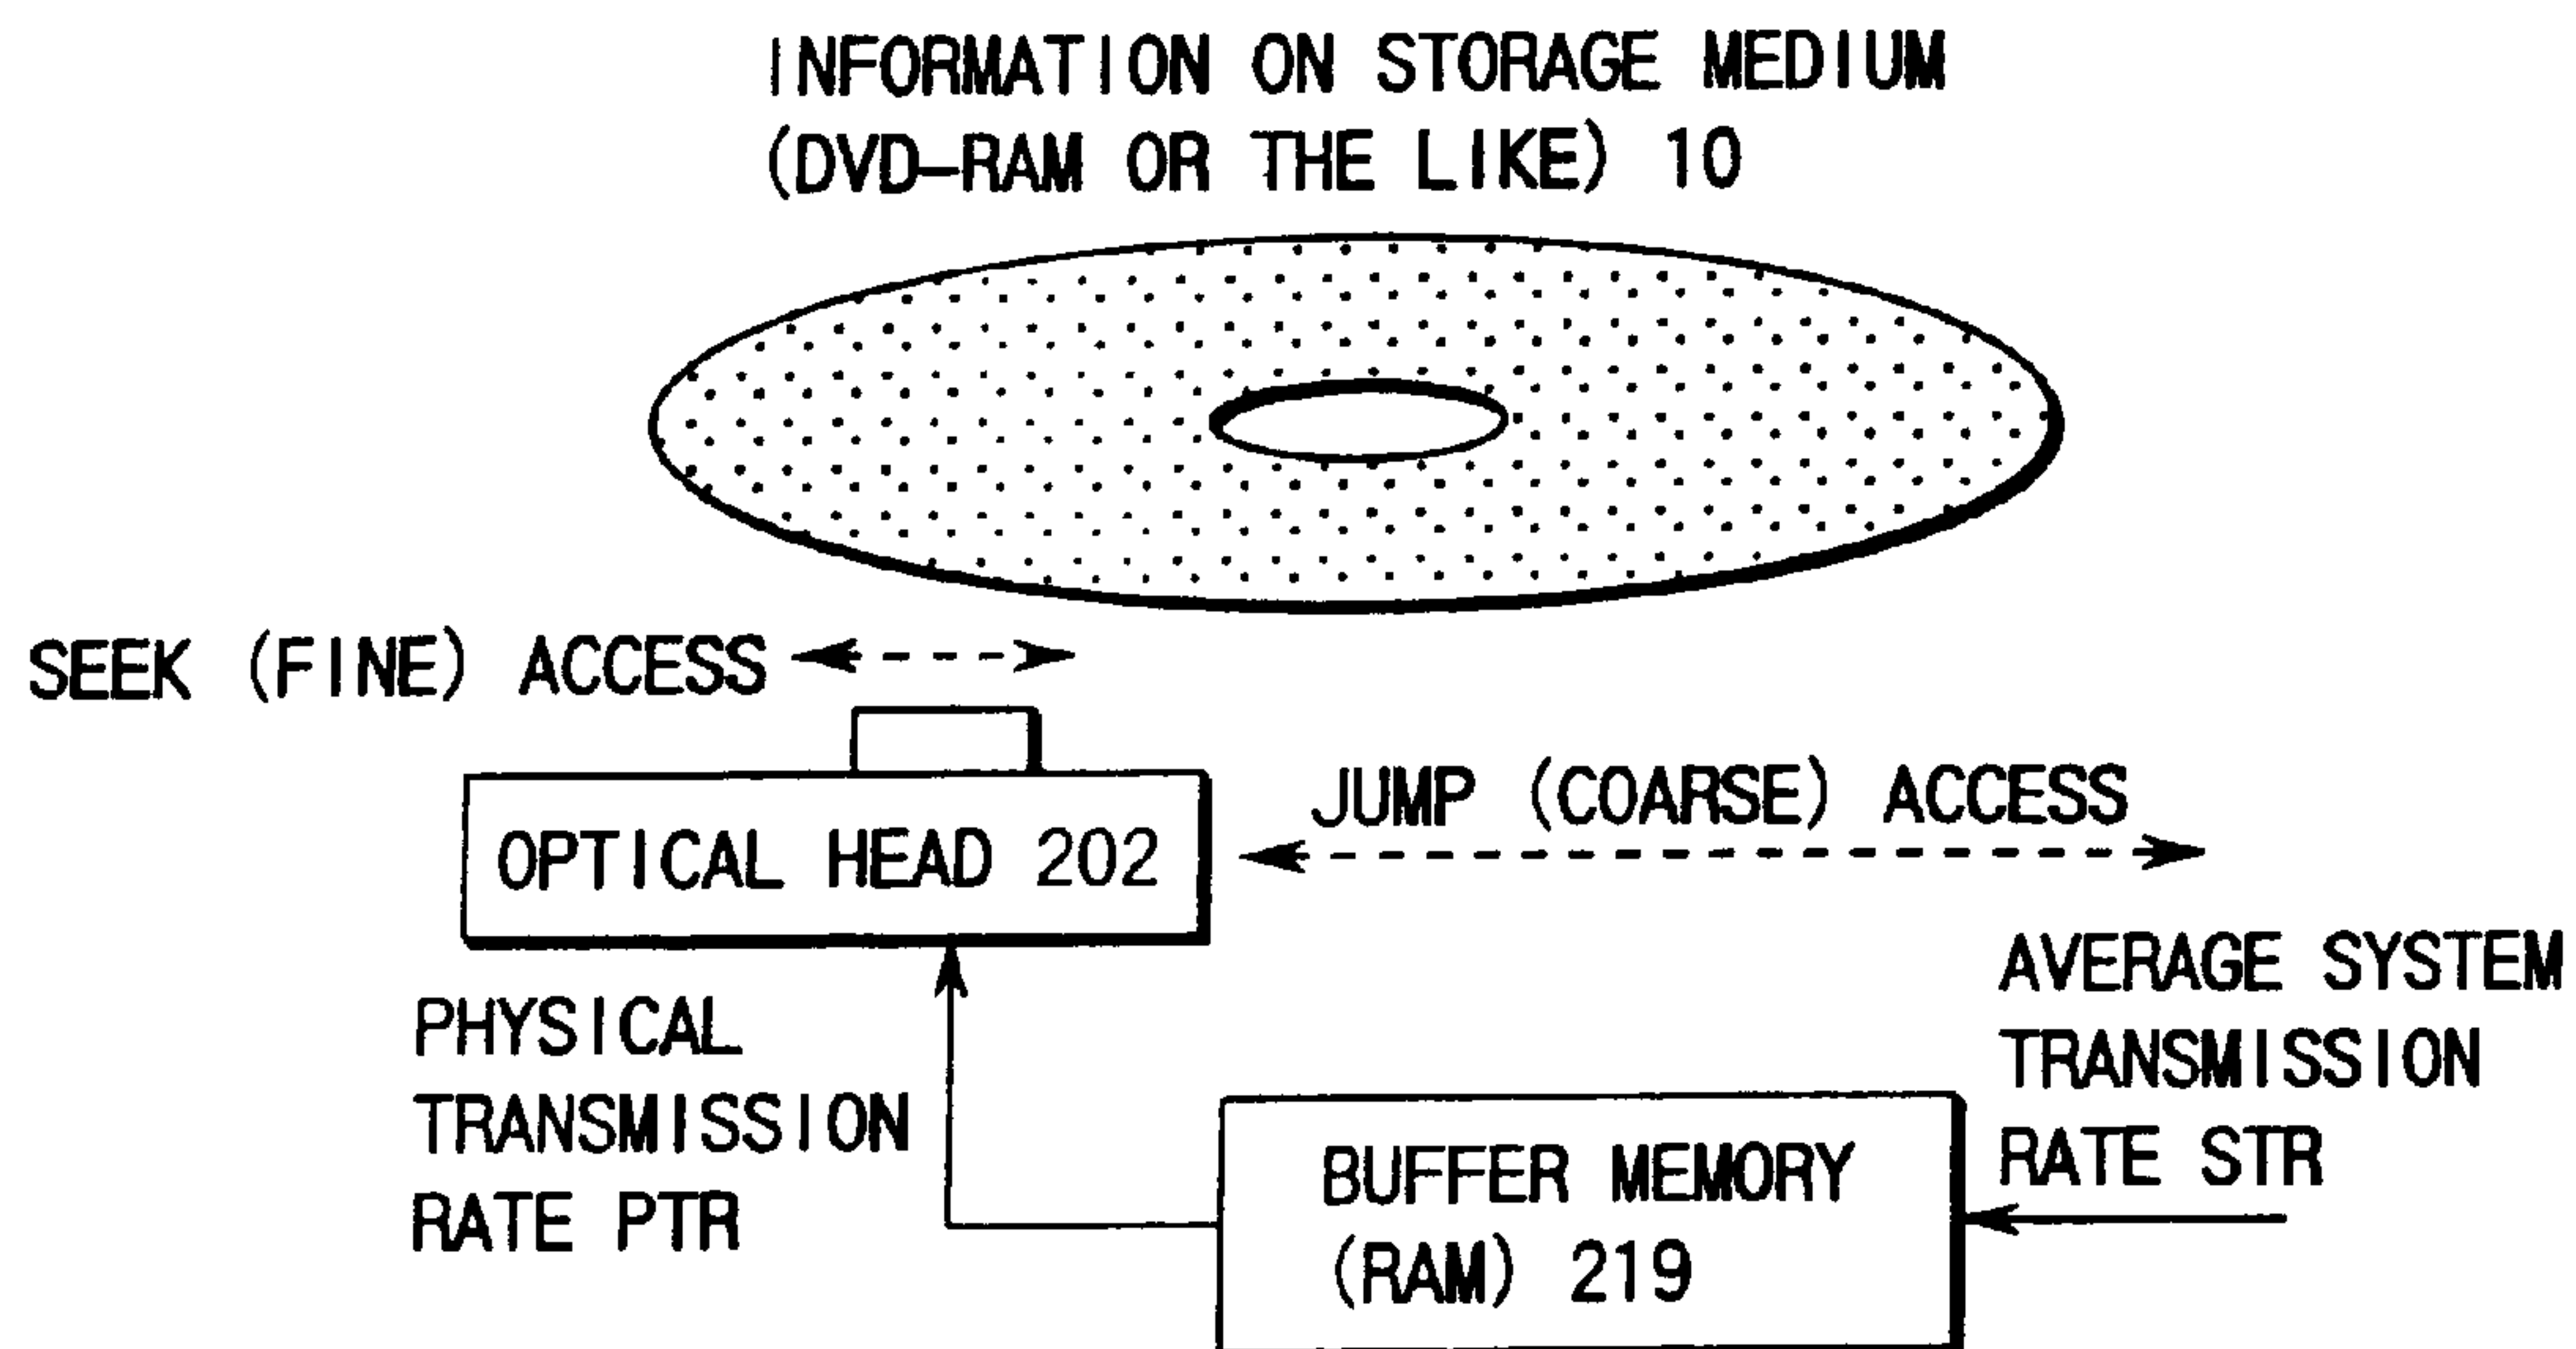 INFORMATION ON STORAGE MEDIUM
(DVD-RAM OR THE LIKE) 10
SEEK (FINE) ACCESS
JUMP (COARSE) ACCESS
OPTICAL HEAD 202
PHYSICAL
TRANSMISSION
RATE PTR
AVERAGE SYSTEM
TRANSMISSION
RATE STR
BUFFER MEMORY
(RAM) 219